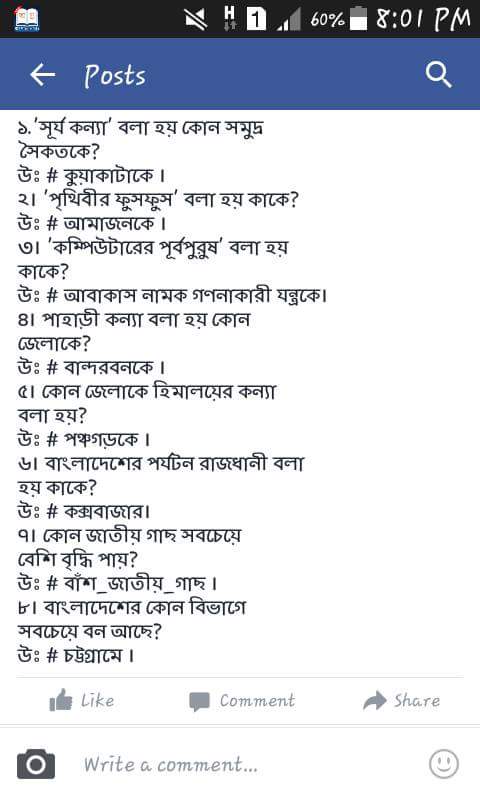 H 1 60% 8:01 PM
Posts
১.'সূর্য কন্যা' বলা হয় কোন সমুদ্র
সৈকতকে?
উঃ # কুয়াকাটাকে ।
২। 'পৃথিবীর ফুসফুস' বলা হয় কাকে?
উঃ # আমাজনকে ।
৩। 'কম্পিউটারের পূর্বপুরুষ' বলা হয়
কাকে?
উঃ # আবাকাস নামক গণনাকারী যন্ত্রকে।
৪। পাহাড়ী কন্যা বলা হয় কোন
জেলাকে?
উঃ # বান্দরবনকে ।
৫। কোন জেলাকে হিমালয়ের কন্যা
বলা হয়?
উঃ # পঞ্চগড়কে ।
৬। বাংলাদেশের পর্যটন রাজধানী বলা
হয় কাকে?
উঃ # কক্সবাজার।
৭। কোন জাতীয় গাছ সবচেয়ে
বেশি বৃদ্ধি পায়?
উঃ # বাঁশ_জাতীয়_গাছ ।
৮। বাংলাদেশের কোন বিভাগে
সবচেয়ে বন আছে?
উঃ # চট্টগ্রামে ।
Like Comment Share
Write a comment...